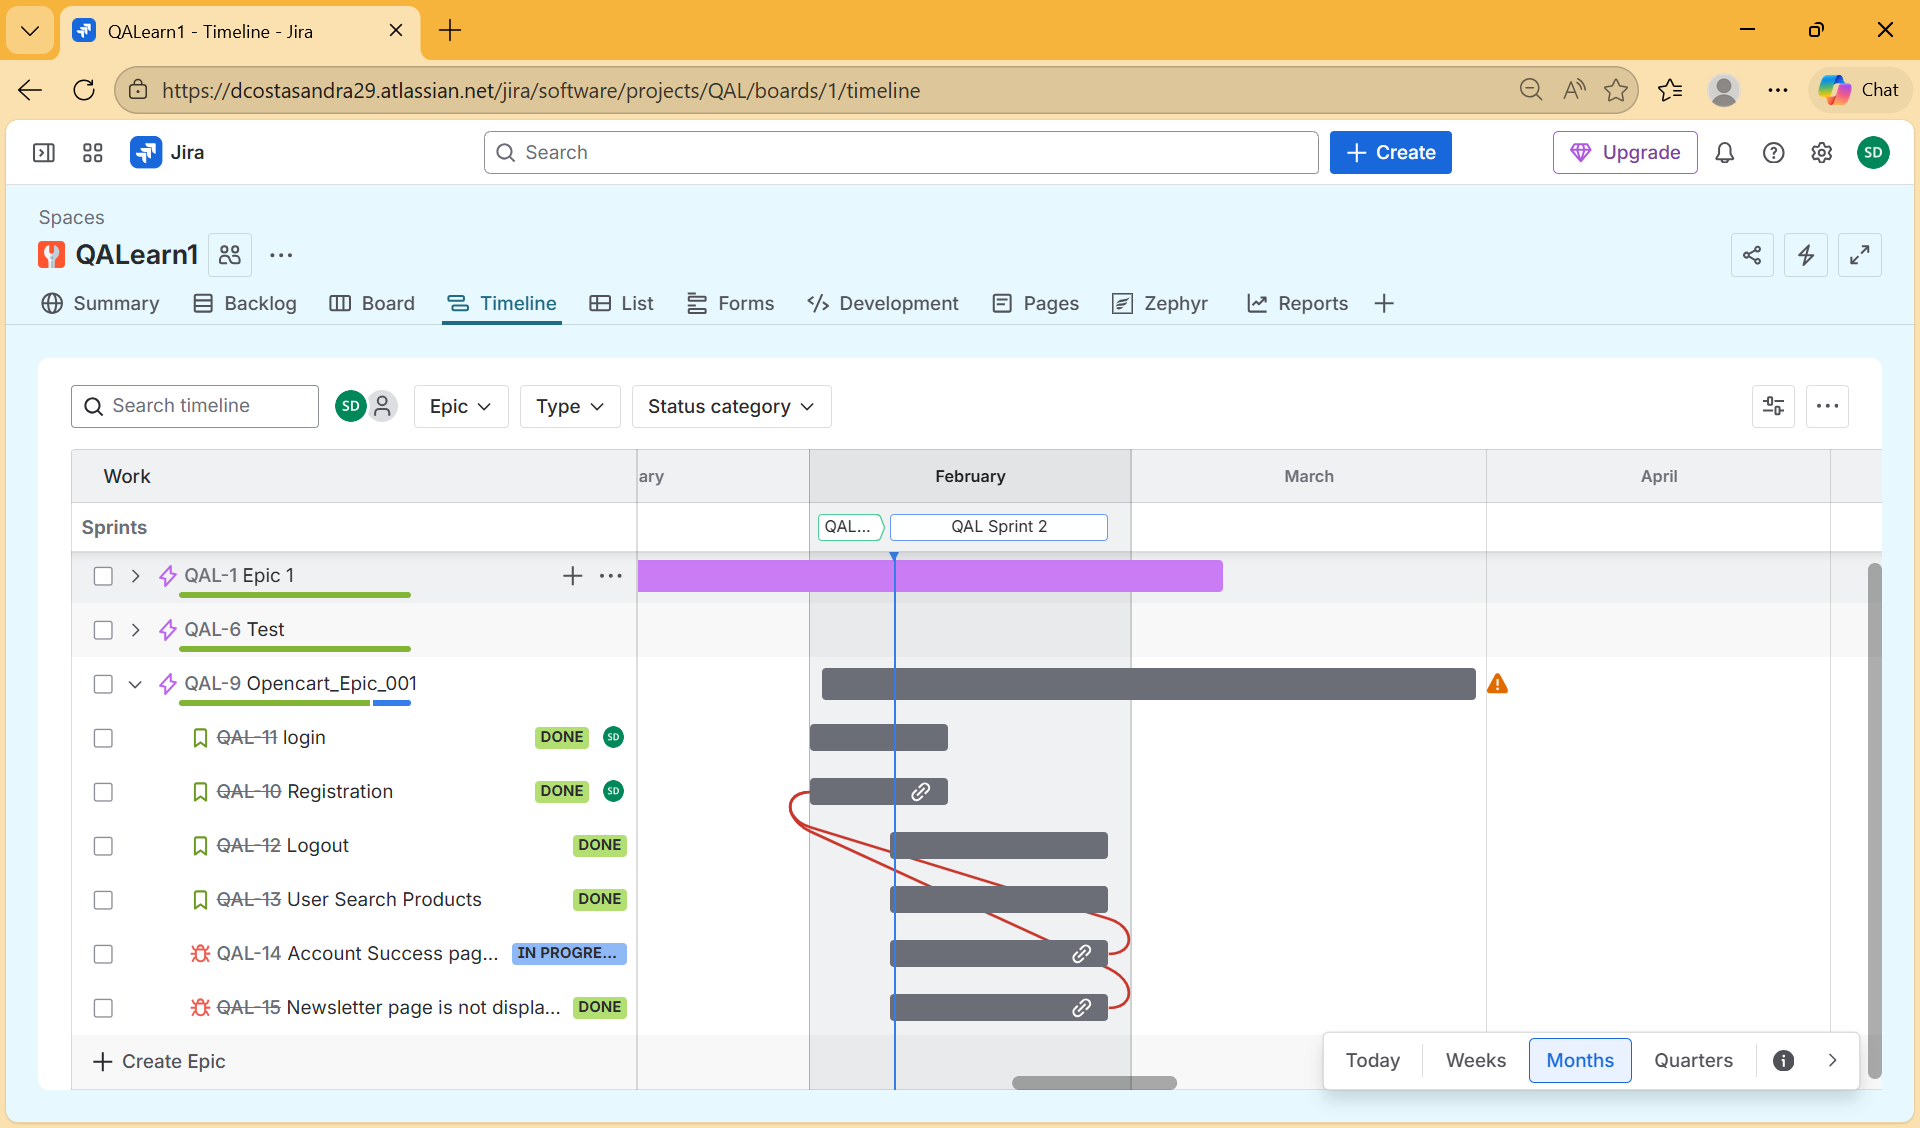 QALearn1 - Timeline - Jira
https://dcostasandra29.atlassian.net/jira/software/projects/QAL/boards/1/timeline
Chat
Jira
Search
Create
Upgrade
SD
Spaces
QALearn1
Summary
Backlog
Board
Timeline
List
Forms
Development
Pages
Zephyr
Reports
Search timeline
SD
Epic
Type
Status category
Work
ary
February
March
April
Sprints
QAL...
QAL Sprint 2
QAL-1 Epic 1
QAL-6 Test
QAL-9 Opencart_Epic_001
QAL-11 login DONE SD
QAL-10 Registration DONE SD
QAL-12 Logout DONE
QAL-13 User Search Products DONE
QAL-14 Account Success pag... IN PROGRE...
QAL-15 Newsletter page is not displa... DONE
Create Epic
Today
Weeks
Months
Quarters